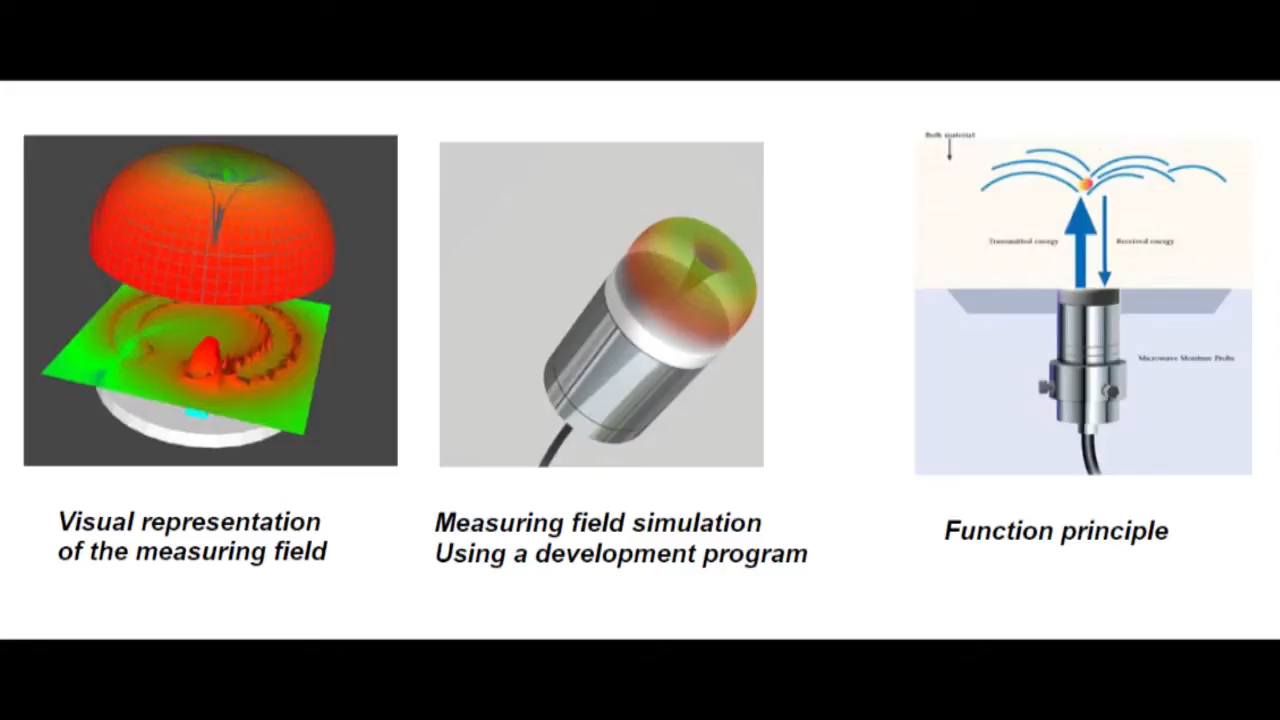 Bulk material
Transmitted energy
Received energy
Microwave Moisture Probe
Visual representation
of the measuring field
Measuring field simulation
Using a development program
Function principle